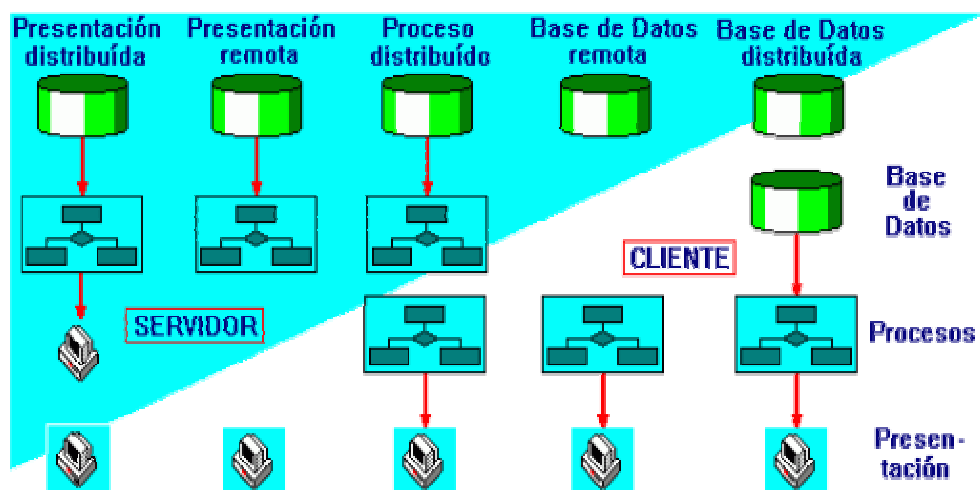 Presentación
distribuída
Presentación
remota
Proceso
distribuído
Base de Datos
remota
Base de Datos
distribuída
Base
de
Datos
CLIENTE
SERVIDOR
Procesos
Presen-
tación